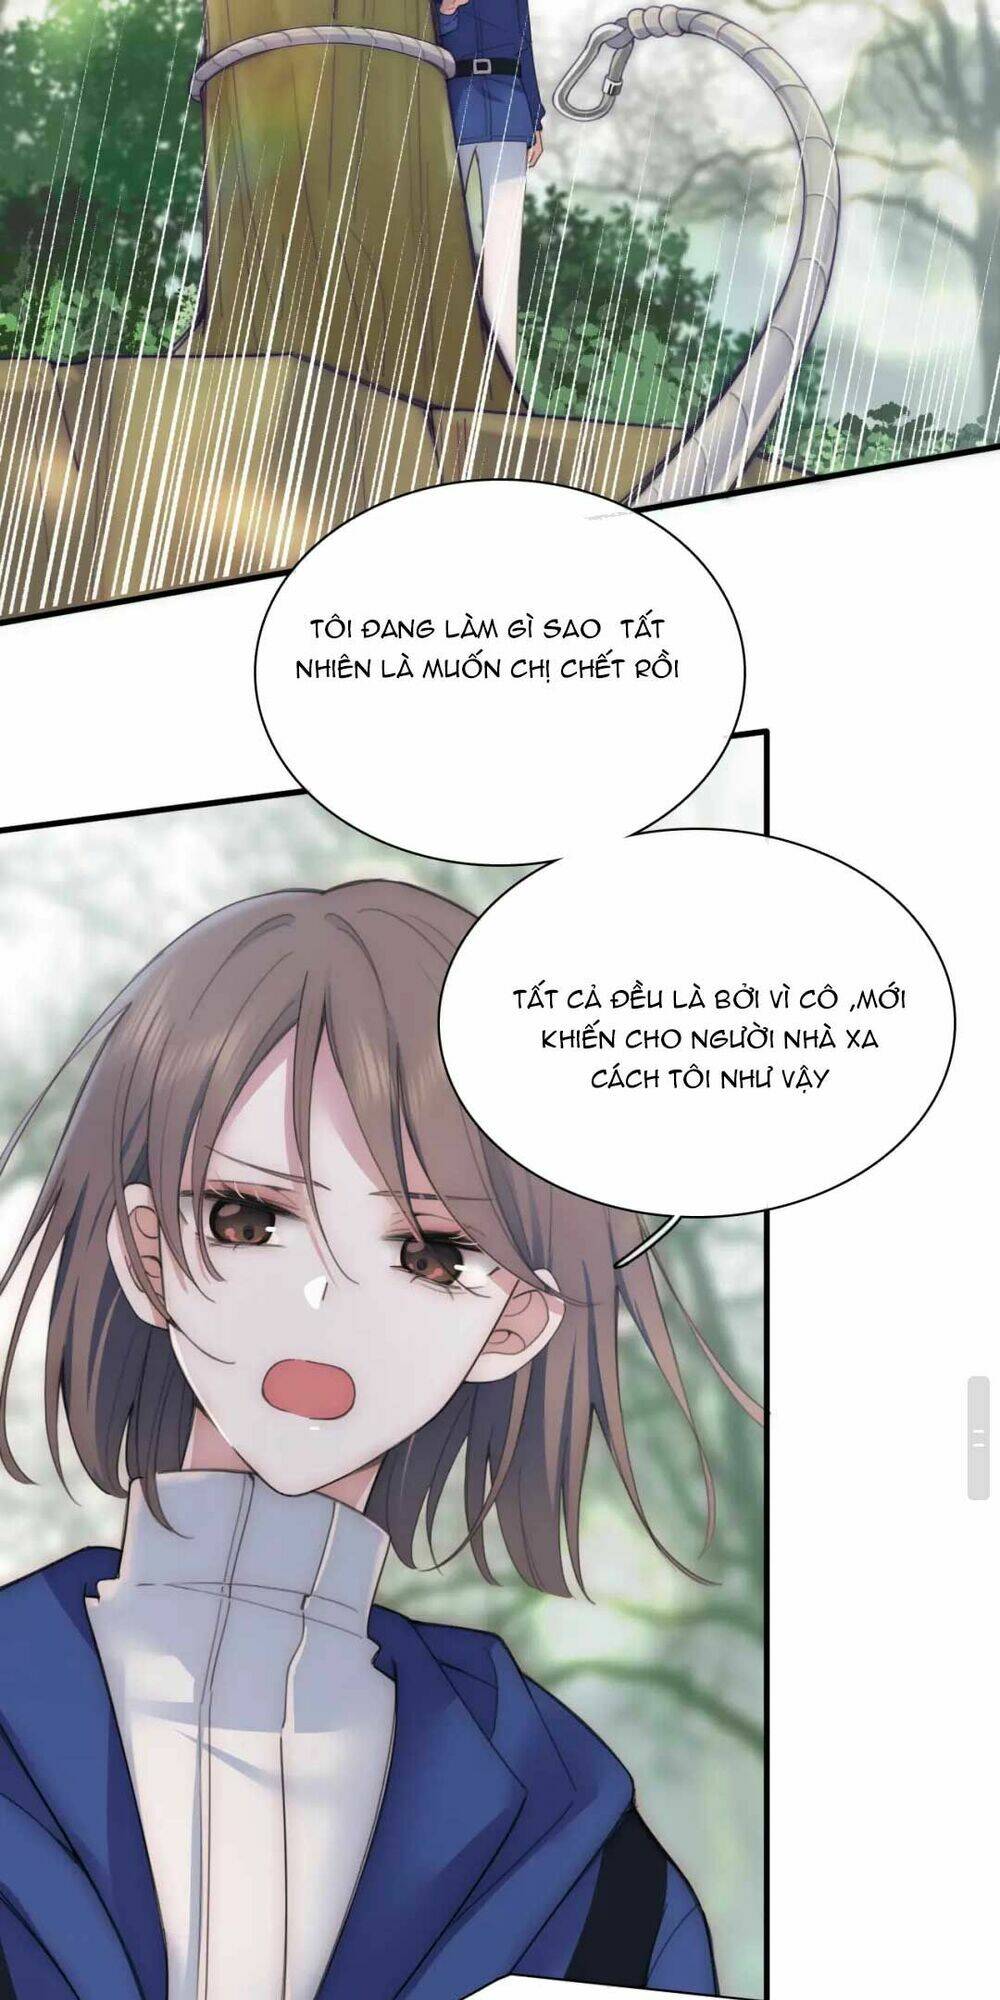 TÔI ĐANG LÀM GÌ SAO TẤT
NHIÊN LÀ MUỐN CHỊ CHẾT RỒI
TẤT CẢ ĐỀU LÀ BỞI VÌ CÔ ,MỚI
KHIẾN CHO NGƯỜI NHÀ XA
CÁCH TÔI NHƯ VẬY